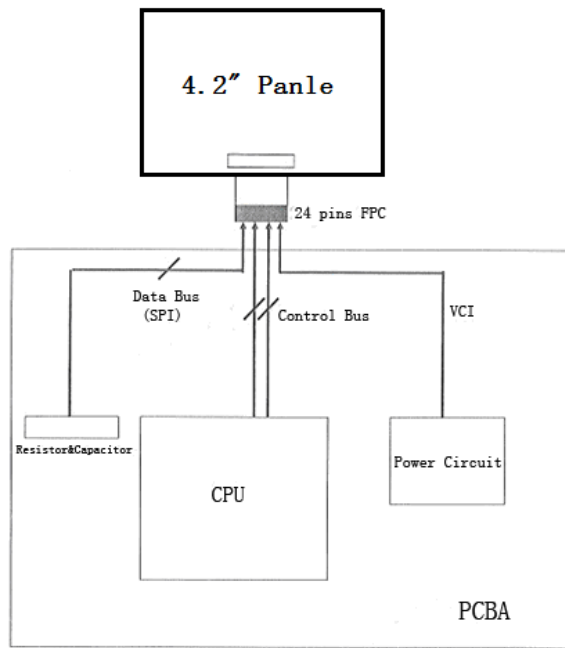 4.2" Panle
24 pins FPC
Data Bus
(SPI)
Control Bus
VCI
Resistor&Capacitor
CPU
Power Circuit
PCBA